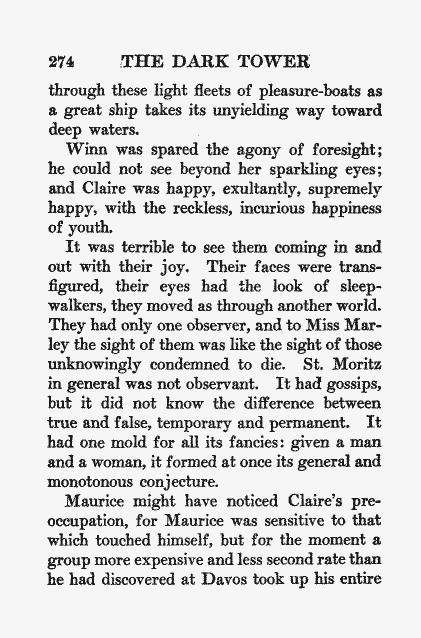 274 THE DARK TOWER
through these light fleets of pleasure-boats as
a great ship takes its unyielding way toward
deep waters.
Winn was spared the agony of foresight;
he could not see beyond her sparkling eyes;
and Claire was happy, exultantly, supremely
happy, with the reckless, incurious happiness
of youth.
It was terrible to see them coming in and
out with their joy. Their faces were trans-
figured, their eyes had the look of sleep-
walkers, they moved as through another world.
They had only one observer, and to Miss Mar-
ley the sight of them was like the sight of those
unknowingly condemned to die. St. Moritz
in general was not observant. It had gossips,
but it did not know the difference between
true and false, temporary and permanent. It
had one mold for all its fancies: given a man
and a woman, it formed at once its general and
monotonous conjecture.
Maurice might have noticed Claire's pre-
occupation, for Maurice was sensitive to that
which touched himself, but for the moment a
group more expensive and less second rate than
he had discovered at Davos took up his entire